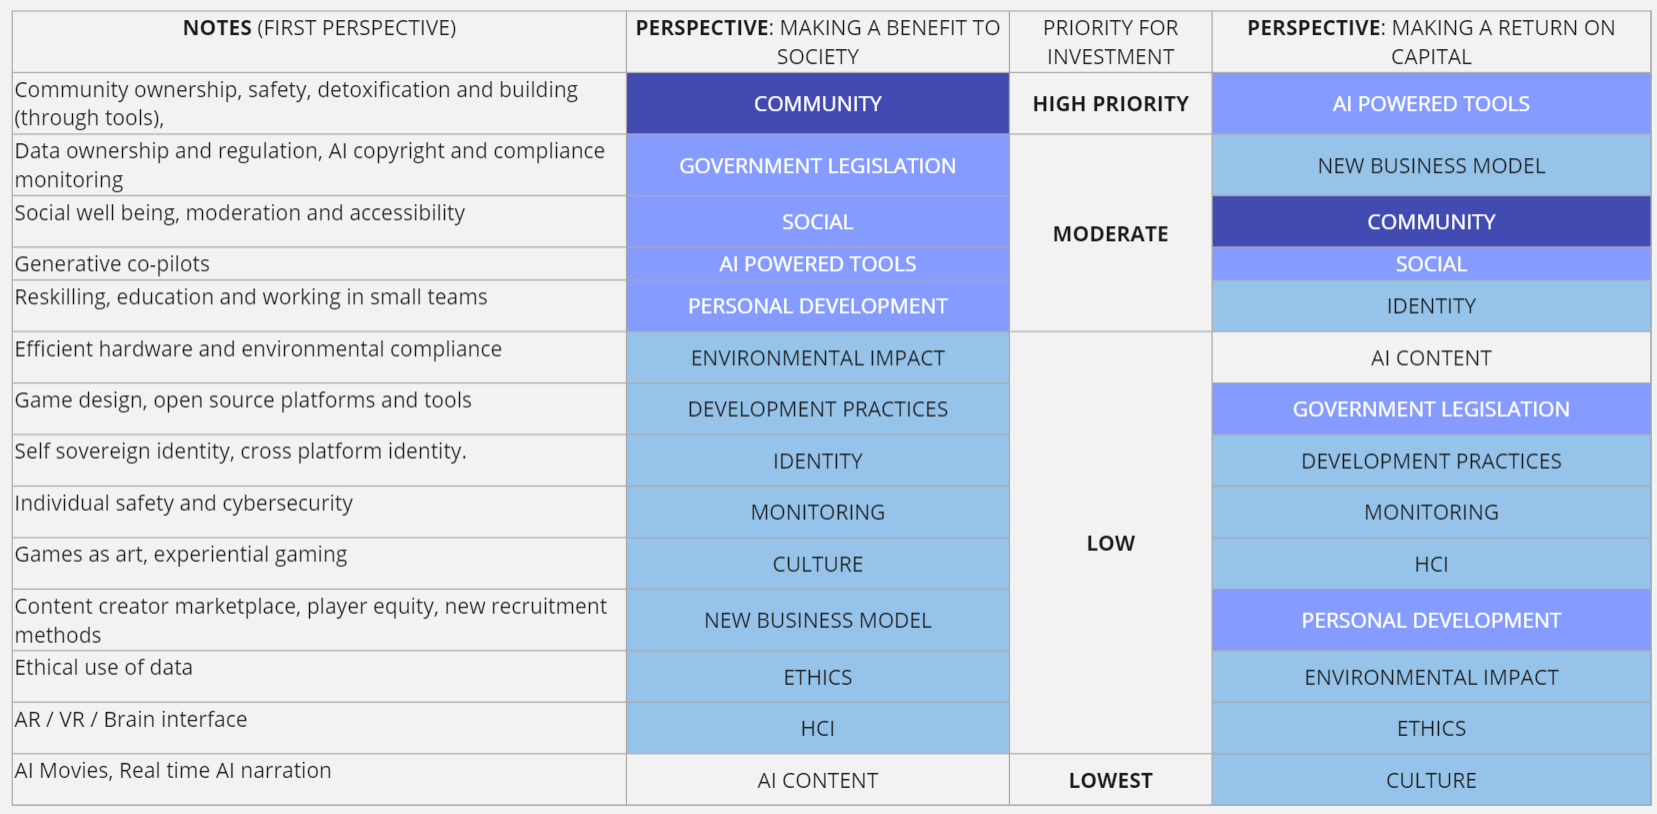 NOTES (FIRST PERSPECTIVE)
PERSPECTIVE: MAKING A BENEFIT TO
SOCIETY
PRIORITY FOR
INVESTMENT
PERSPECTIVE: MAKING A RETURN ON
CAPITAL
Community ownership, safety, detoxification and building
(through tools),
COMMUNITY
HIGH PRIORITY
AI POWERED TOOLS
Data ownership and regulation, AI copyright and compliance
monitoring
GOVERNMENT LEGISLATION
MODERATE
NEW BUSINESS MODEL
Social well being, moderation and accessibility
SOCIAL
COMMUNITY
Generative co-pilots
AI POWERED TOOLS
SOCIAL
Reskilling, education and working in small teams
PERSONAL DEVELOPMENT
IDENTITY
Efficient hardware and environmental compliance
ENVIRONMENTAL IMPACT
LOW
AI CONTENT
Game design, open source platforms and tools
DEVELOPMENT PRACTICES
GOVERNMENT LEGISLATION
Self sovereign identity, cross platform identity.
IDENTITY
DEVELOPMENT PRACTICES
Individual safety and cybersecurity
MONITORING
MONITORING
Games as art, experiential gaming
CULTURE
HCI
Content creator marketplace, player equity, new recruitment
methods
NEW BUSINESS MODEL
PERSONAL DEVELOPMENT
Ethical use of data
ETHICS
ENVIRONMENTAL IMPACT
AR / VR / Brain interface
HCI
ETHICS
AI Movies, Real time AI narration
AI CONTENT
LOWEST
CULTURE